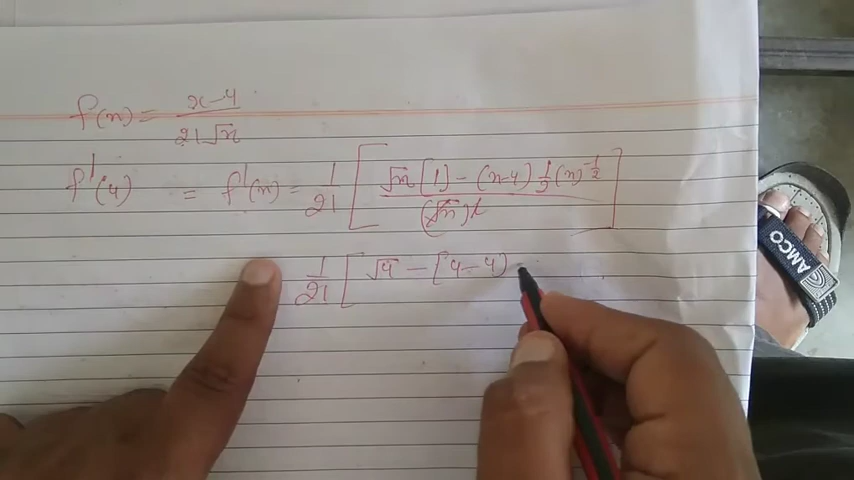 f(n) = x-4 / 21√n
f'(4) = f'(n) = 1/21 [ √n [1] - (n-4) 1/2 (n)^-1/2 / (√n)² ]
1/21 [ √4 - [4-4)
AMCO